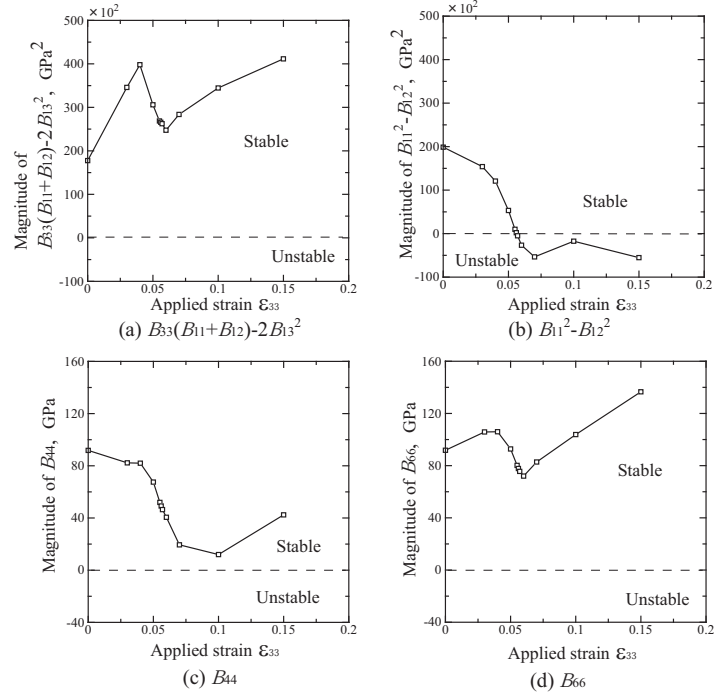 × 10²
500
400
300
200
100
0
-100
0 0.05 0.1 0.15 0.2
Magnitude of
B₃₃(B₁₁+B₁₂)-2B₁₃², GPa²
Stable
Unstable
Applied strain ε₃₃
(a) B₃₃(B₁₁+B₁₂)-2B₁₃²
× 10²
500
400
300
200
100
0
-100
0 0.05 0.1 0.15 0.2
Magnitude of B₁₁²-B₁₂², GPa²
Stable
Unstable
Applied strain ε₃₃
(b) B₁₁²-B₁₂²
160
120
80
40
0
-40
0 0.05 0.1 0.15 0.2
Magnitude of B₄₄, GPa
Stable
Unstable
Applied strain ε₃₃
(c) B₄₄
160
120
80
40
0
-40
0 0.05 0.1 0.15 0.2
Magnitude of B₆₆, GPa
Stable
Unstable
Applied strain ε₃₃
(d) B₆₆